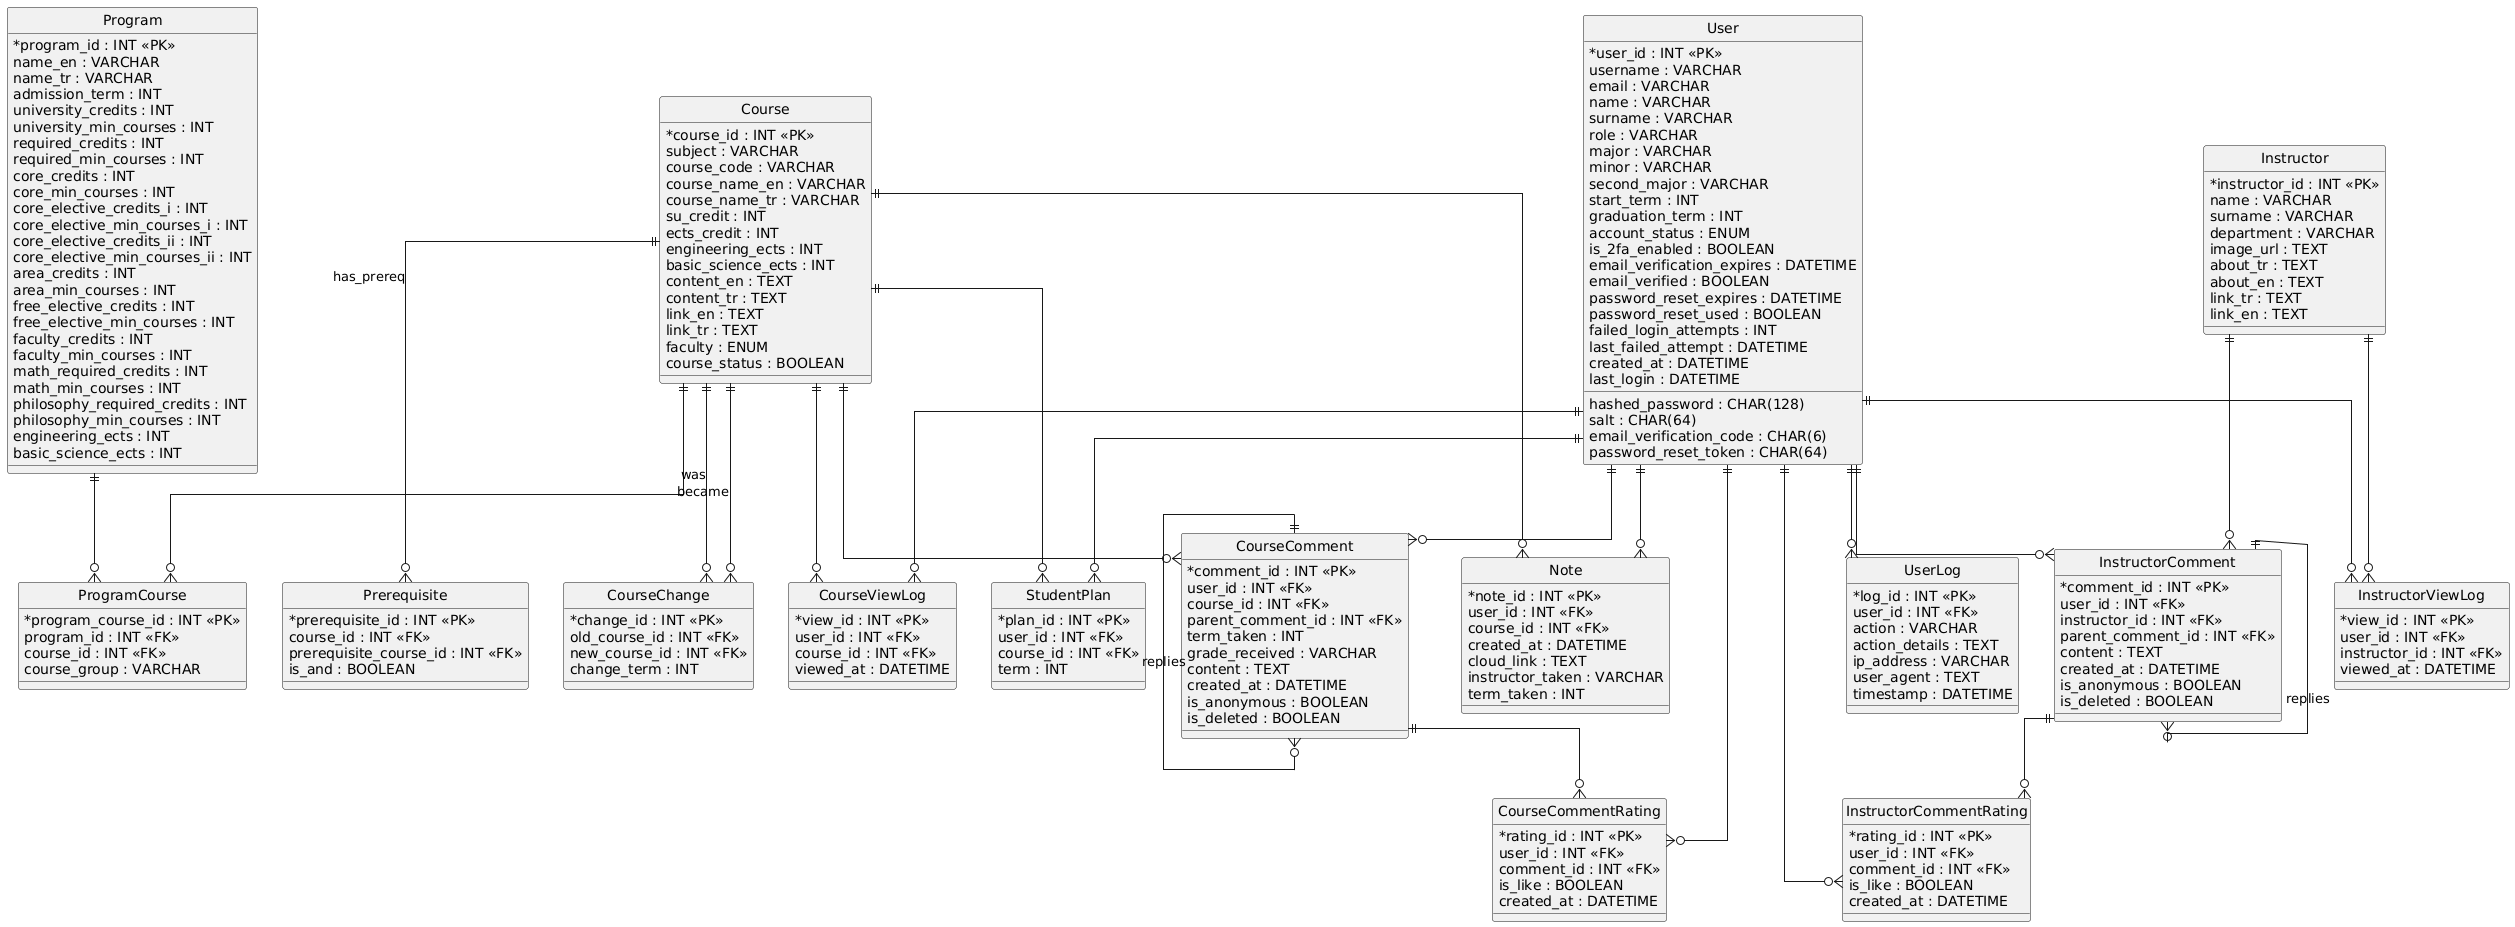 Program
*program_id : INT «PK»
name_en : VARCHAR
name_tr : VARCHAR
admission_term : INT
university_credits : INT
university_min_courses : INT
required_credits : INT
required_min_courses : INT
core_credits : INT
core_min_courses : INT
core_elective_credits_i : INT
core_elective_min_courses_i : INT
core_elective_credits_ii : INT
core_elective_min_courses_ii : INT
area_credits : INT
area_min_courses : INT
free_elective_credits : INT
free_elective_min_courses : INT
faculty_credits : INT
faculty_min_courses : INT
math_required_credits : INT
math_min_courses : INT
philosophy_required_credits : INT
philosophy_min_courses : INT
engineering_ects : INT
basic_science_ects : INT
Course
*course_id : INT «PK»
subject : VARCHAR
course_code : VARCHAR
course_name_en : VARCHAR
course_name_tr : VARCHAR
su_credit : INT
ects_credit : INT
engineering_ects : INT
basic_science_ects : INT
content_en : TEXT
content_tr : TEXT
link_en : TEXT
link_tr : TEXT
faculty : ENUM
course_status : BOOLEAN
User
*user_id : INT «PK»
username : VARCHAR
email : VARCHAR
name : VARCHAR
surname : VARCHAR
role : VARCHAR
major : VARCHAR
minor : VARCHAR
second_major : VARCHAR
start_term : INT
graduation_term : INT
account_status : ENUM
is_2fa_enabled : BOOLEAN
email_verification_expires : DATETIME
email_verified : BOOLEAN
password_reset_expires : DATETIME
password_reset_used : BOOLEAN
failed_login_attempts : INT
last_failed_attempt : DATETIME
created_at : DATETIME
last_login : DATETIME
hashed_password : CHAR(128)
salt : CHAR(64)
email_verification_code : CHAR(6)
password_reset_token : CHAR(64)
Instructor
*instructor_id : INT «PK»
name : VARCHAR
surname : VARCHAR
department : VARCHAR
image_url : TEXT
about_tr : TEXT
about_en : TEXT
link_tr : TEXT
link_en : TEXT
has_prereq
was
became
ProgramCourse
*program_course_id : INT «PK»
program_id : INT «FK»
course_id : INT «FK»
course_group : VARCHAR
Prerequisite
*prerequisite_id : INT «PK»
course_id : INT «FK»
prerequisite_course_id : INT «FK»
is_and : BOOLEAN
CourseChange
*change_id : INT «PK»
old_course_id : INT «FK»
new_course_id : INT «FK»
change_term : INT
CourseViewLog
*view_id : INT «PK»
user_id : INT «FK»
course_id : INT «FK»
viewed_at : DATETIME
StudentPlan
*plan_id : INT «PK»
user_id : INT «FK»
course_id : INT «FK»
term : INT
replies
CourseComment
*comment_id : INT «PK»
user_id : INT «FK»
course_id : INT «FK»
parent_comment_id : INT «FK»
term_taken : INT
grade_received : VARCHAR
content : TEXT
created_at : DATETIME
is_anonymous : BOOLEAN
is_deleted : BOOLEAN
Note
*note_id : INT «PK»
user_id : INT «FK»
course_id : INT «FK»
created_at : DATETIME
cloud_link : TEXT
instructor_taken : VARCHAR
term_taken : INT
UserLog
*log_id : INT «PK»
user_id : INT «FK»
action : VARCHAR
action_details : TEXT
ip_address : VARCHAR
user_agent : TEXT
timestamp : DATETIME
InstructorComment
*comment_id : INT «PK»
user_id : INT «FK»
instructor_id : INT «FK»
parent_comment_id : INT «FK»
content : TEXT
created_at : DATETIME
is_anonymous : BOOLEAN
is_deleted : BOOLEAN
replies
InstructorViewLog
*view_id : INT «PK»
user_id : INT «FK»
instructor_id : INT «FK»
viewed_at : DATETIME
CourseCommentRating
*rating_id : INT «PK»
user_id : INT «FK»
comment_id : INT «FK»
is_like : BOOLEAN
created_at : DATETIME
InstructorCommentRating
*rating_id : INT «PK»
user_id : INT «FK»
comment_id : INT «FK»
is_like : BOOLEAN
created_at : DATETIME